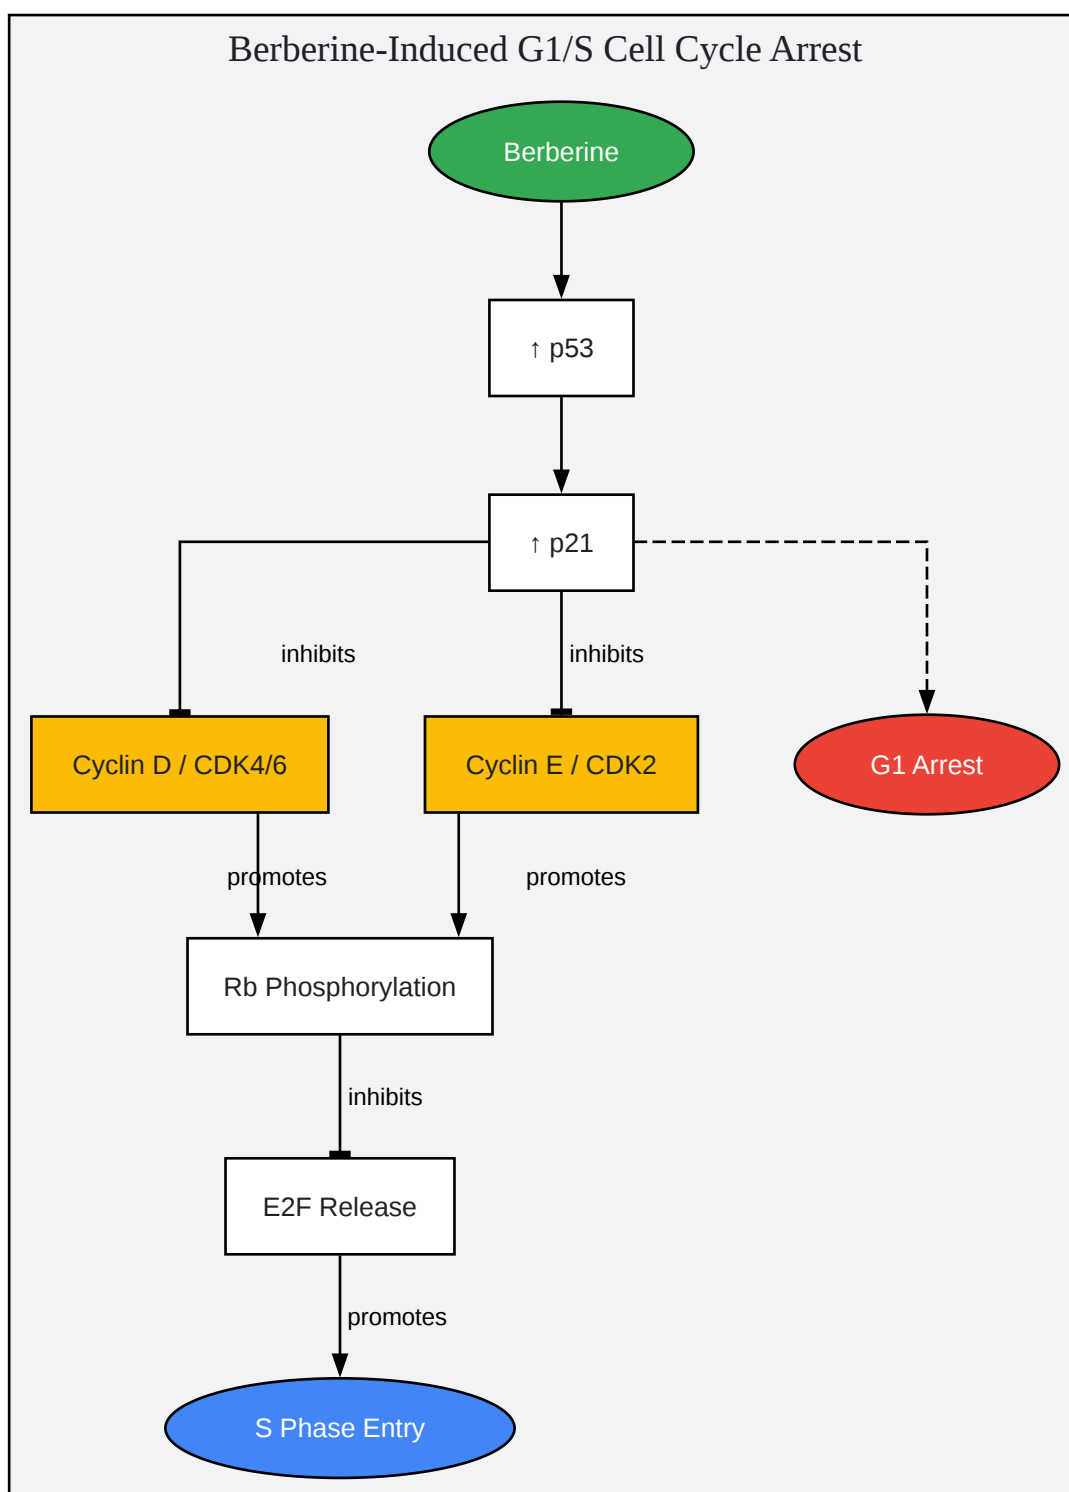 Berberine-Induced G1/S Cell Cycle Arrest
Berberine
↑ p53
↑ p21
inhibits
inhibits
Cyclin D / CDK4/6
Cyclin E / CDK2
G1 Arrest
promotes
promotes
Rb Phosphorylation
inhibits
E2F Release
promotes
S Phase Entry